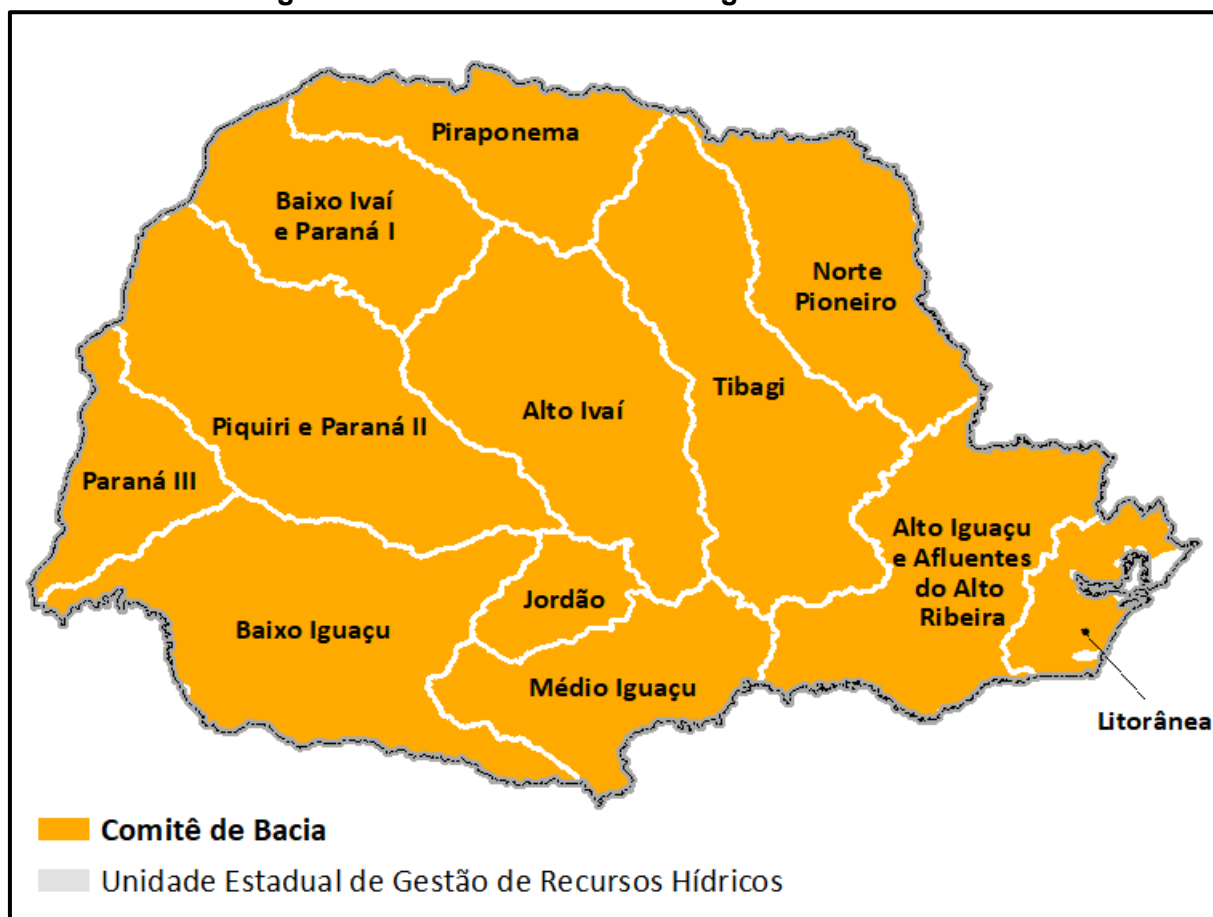 Piraponema
Baixo Ivaí
e Paraná I
Norte
Pioneiro
Tibagi
Alto Ivaí
Piquiri e Paraná II
Paraná III
Alto Iguaçu
e Afluentes
do Alto
Ribeira
Jordão
Baixo Iguaçu
Médio Iguaçu
Litorânea
Comitê de Bacia
Unidade Estadual de Gestão de Recursos Hídricos